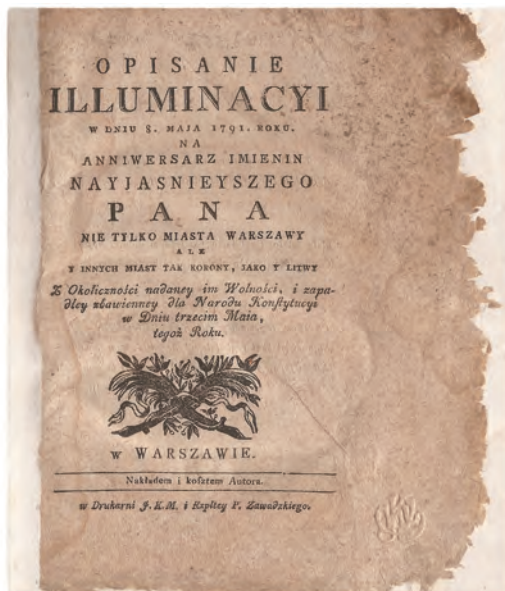 OPISANIE
ILLUMINACYI
W DNIU 8. MAJA 1791. ROKU.
NA
ANNIWERSARZ IMIENIN
NAYJASNIEYSZEGO
PANA
NIE TYLKO MIASTA WARSZAWY
ALE
Y INNYCH MIAST TAK KORONY, JAKO Y LITWY
Z Okoliczności nadaney im Wolności, i zapa-
dłey zbawienney dla Narodu Konstytucyi
w Dniu trzecim Maia,
tegoż Roku.
w WARSZAWIE.
Nakładem i kosztem Autora.
w Drukarni J. K. M. i Rzpltey P. Zawadzkiego.